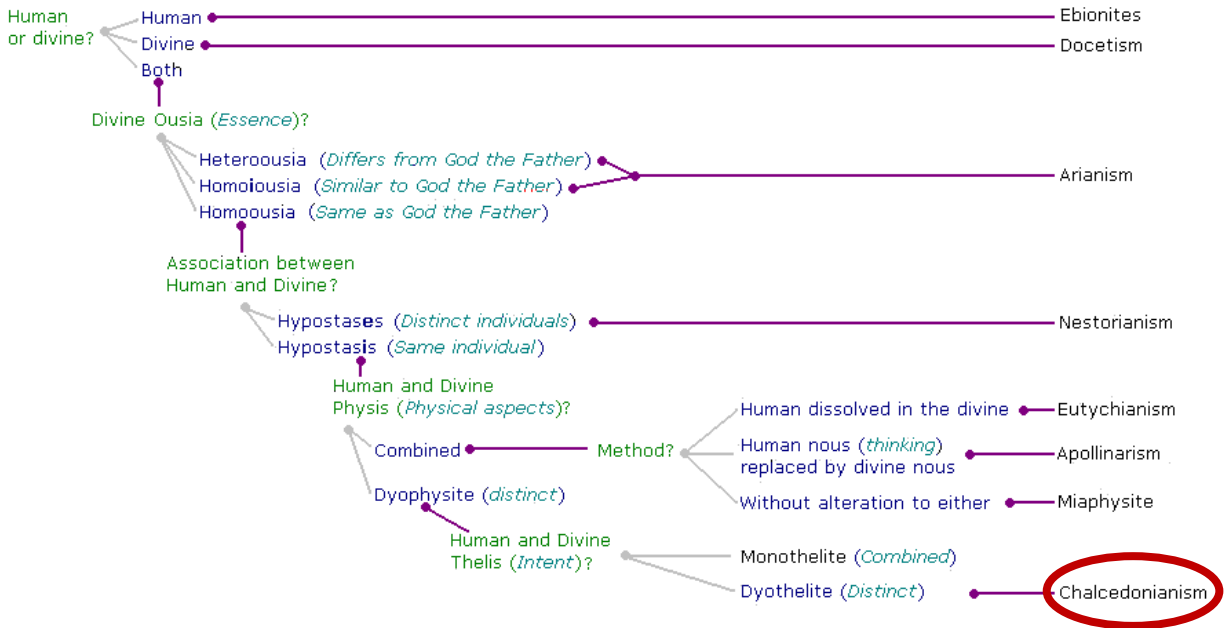 Human
or divine?
Human
Ebionites
Divine
Docetism
Both
Divine Ousia (Essence)?
Heteroousia (Differs from God the Father)
Homoiousia (Similar to God the Father)
Arianism
Homoousia (Same as God the Father)
Association between
Human and Divine?
Hypostases (Distinct individuals)
Nestorianism
Hypostasis (Same individual)
Human and Divine
Physis (Physical aspects)?
Combined
Method?
Human dissolved in the divine
Eutychianism
Human nous (thinking)
replaced by divine nous
Apollinarism
Without alteration to either
Miaphysite
Dyophysite (distinct)
Human and Divine
Thelis (Intent)?
Monothelite (Combined)
Dyothelite (Distinct)
Chalcedonianism